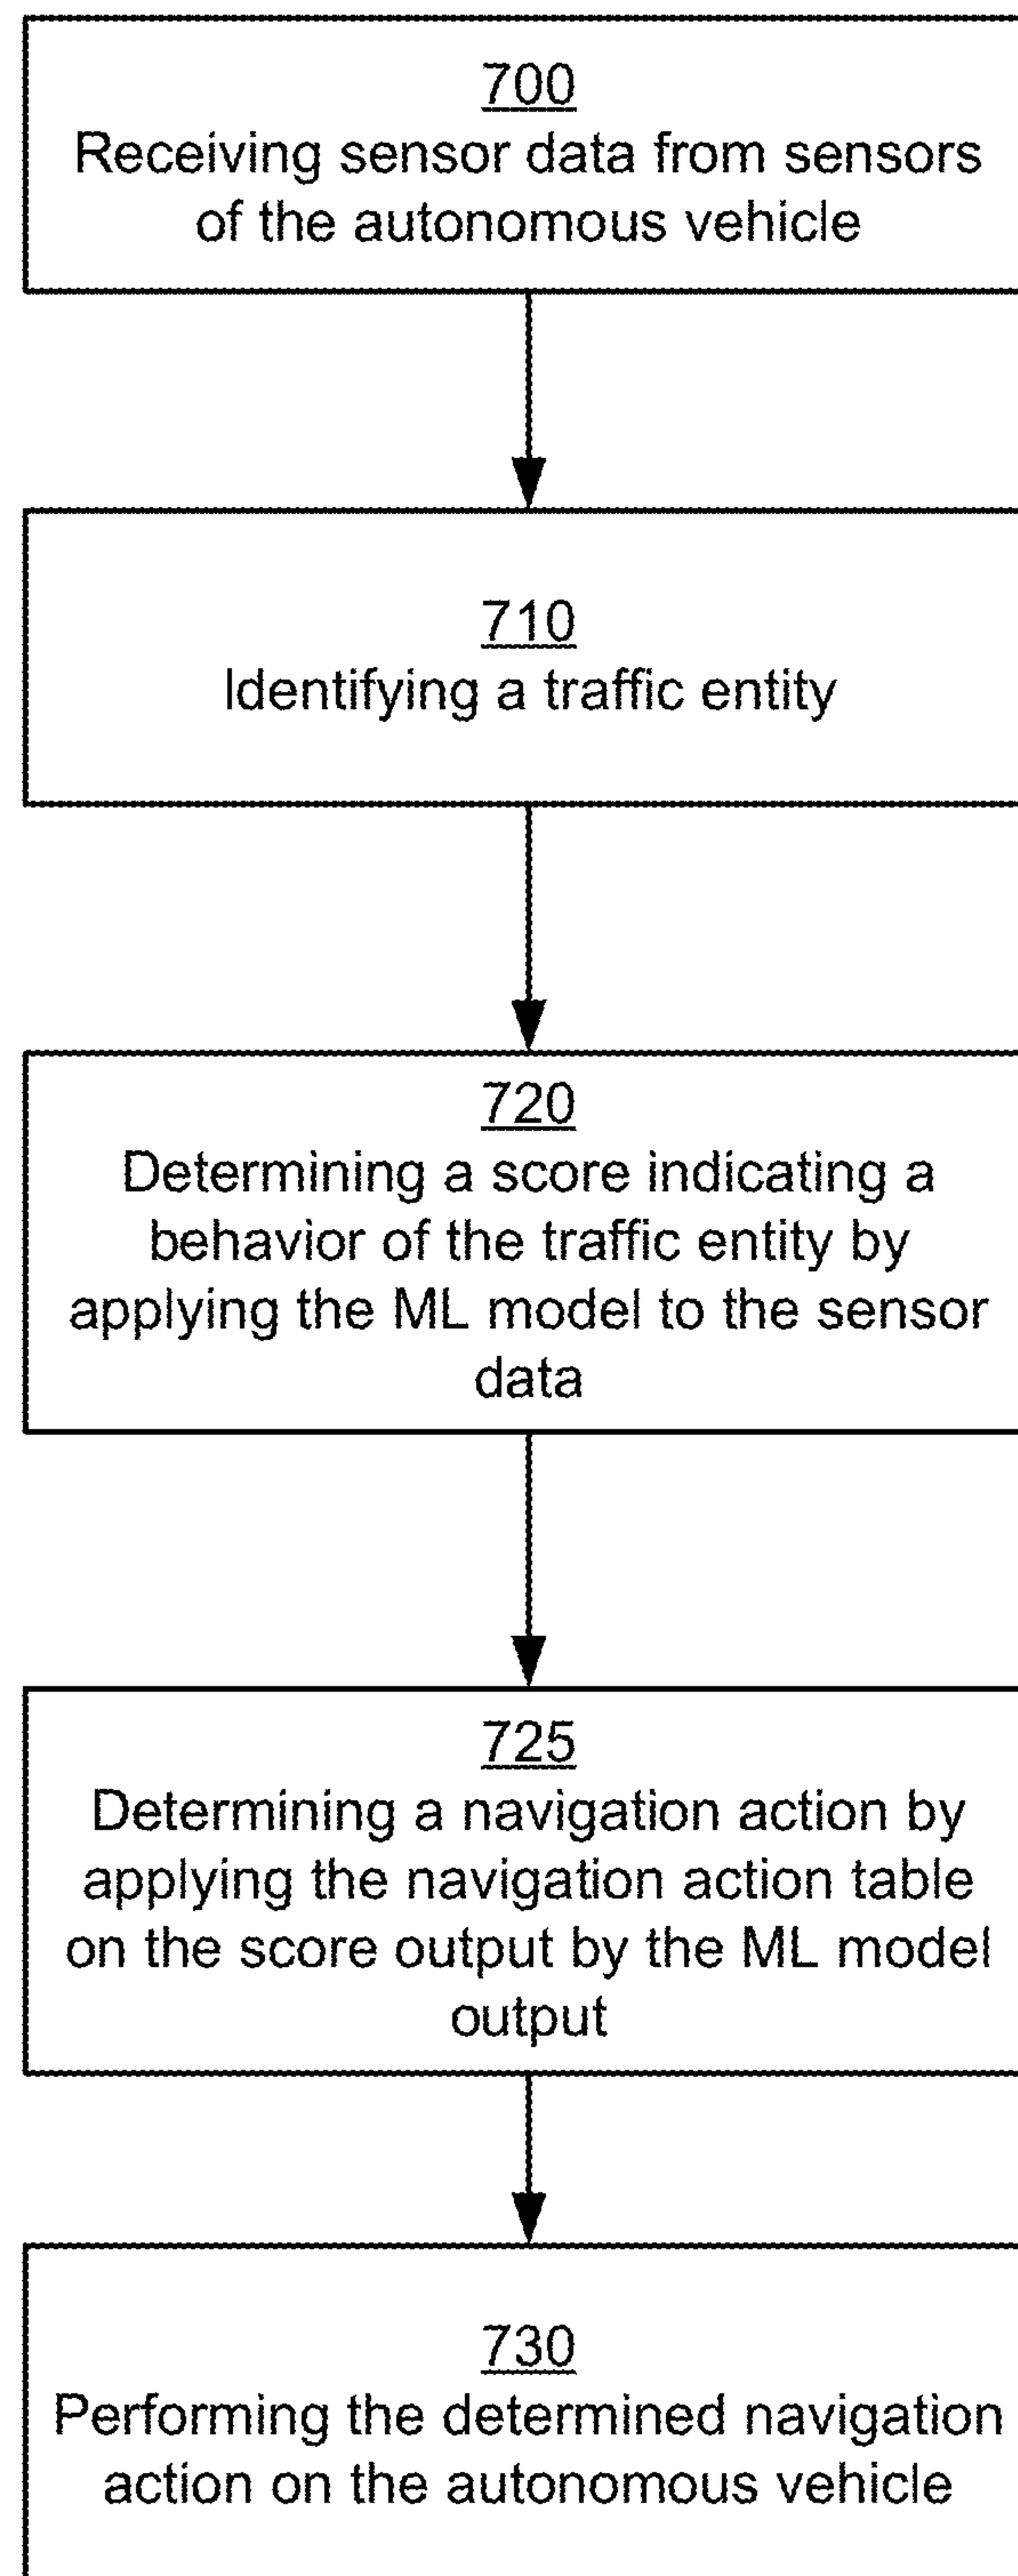 700
Receiving sensor data from sensors
of the autonomous vehicle
710
Identifying a traffic entity
720
Determining a score indicating a
behavior of the traffic entity by
applying the ML model to the sensor
data
725
Determining a navigation action by
applying the navigation action table
on the score output by the ML model
output
730
Performing the determined navigation
action on the autonomous vehicle